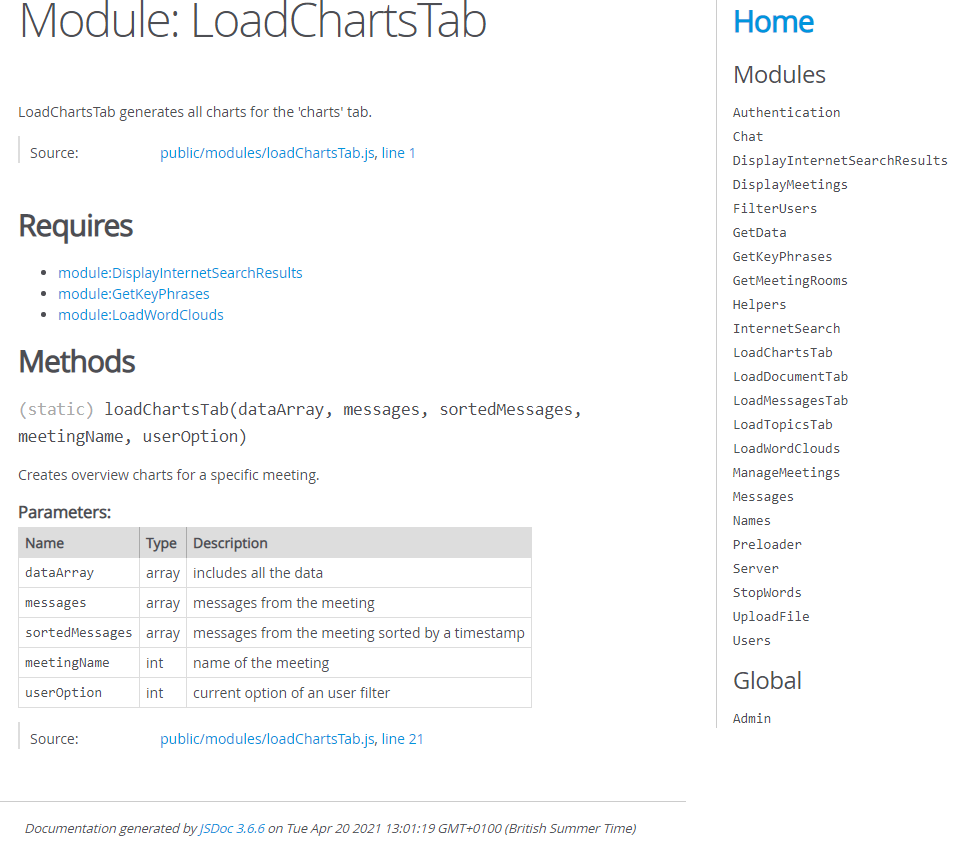 Module: LoadChartsTab
LoadChartsTab generates all charts for the 'charts' tab.
Source: public/modules/loadChartsTab.js, line 1
Requires
module:DisplayInternetSearchResults
module:GetKeyPhrases
module:LoadWordClouds
Methods
(static) loadChartsTab(dataArray, messages, sortedMessages,
meetingName, userOption)
Creates overview charts for a specific meeting.
Parameters:
Name Type Description
dataArray array includes all the data
messages array messages from the meeting
sortedMessages array messages from the meeting sorted by a timestamp
meetingName int name of the meeting
userOption int current option of an user filter
Source: public/modules/loadChartsTab.js, line 21
Documentation generated by JSDoc 3.6.6 on Tue Apr 20 2021 13:01:19 GMT+0100 (British Summer Time)
Home
Modules
Authentication
Chat
DisplayInternetSearchResults
DisplayMeetings
FilterUsers
GetData
GetKeyPhrases
GetMeetingRooms
Helpers
InternetSearch
LoadChartsTab
LoadDocumentTab
LoadMessagesTab
LoadTopicsTab
LoadWordClouds
ManageMeetings
Messages
Names
Preloader
Server
StopWords
UploadFile
Users
Global
Admin